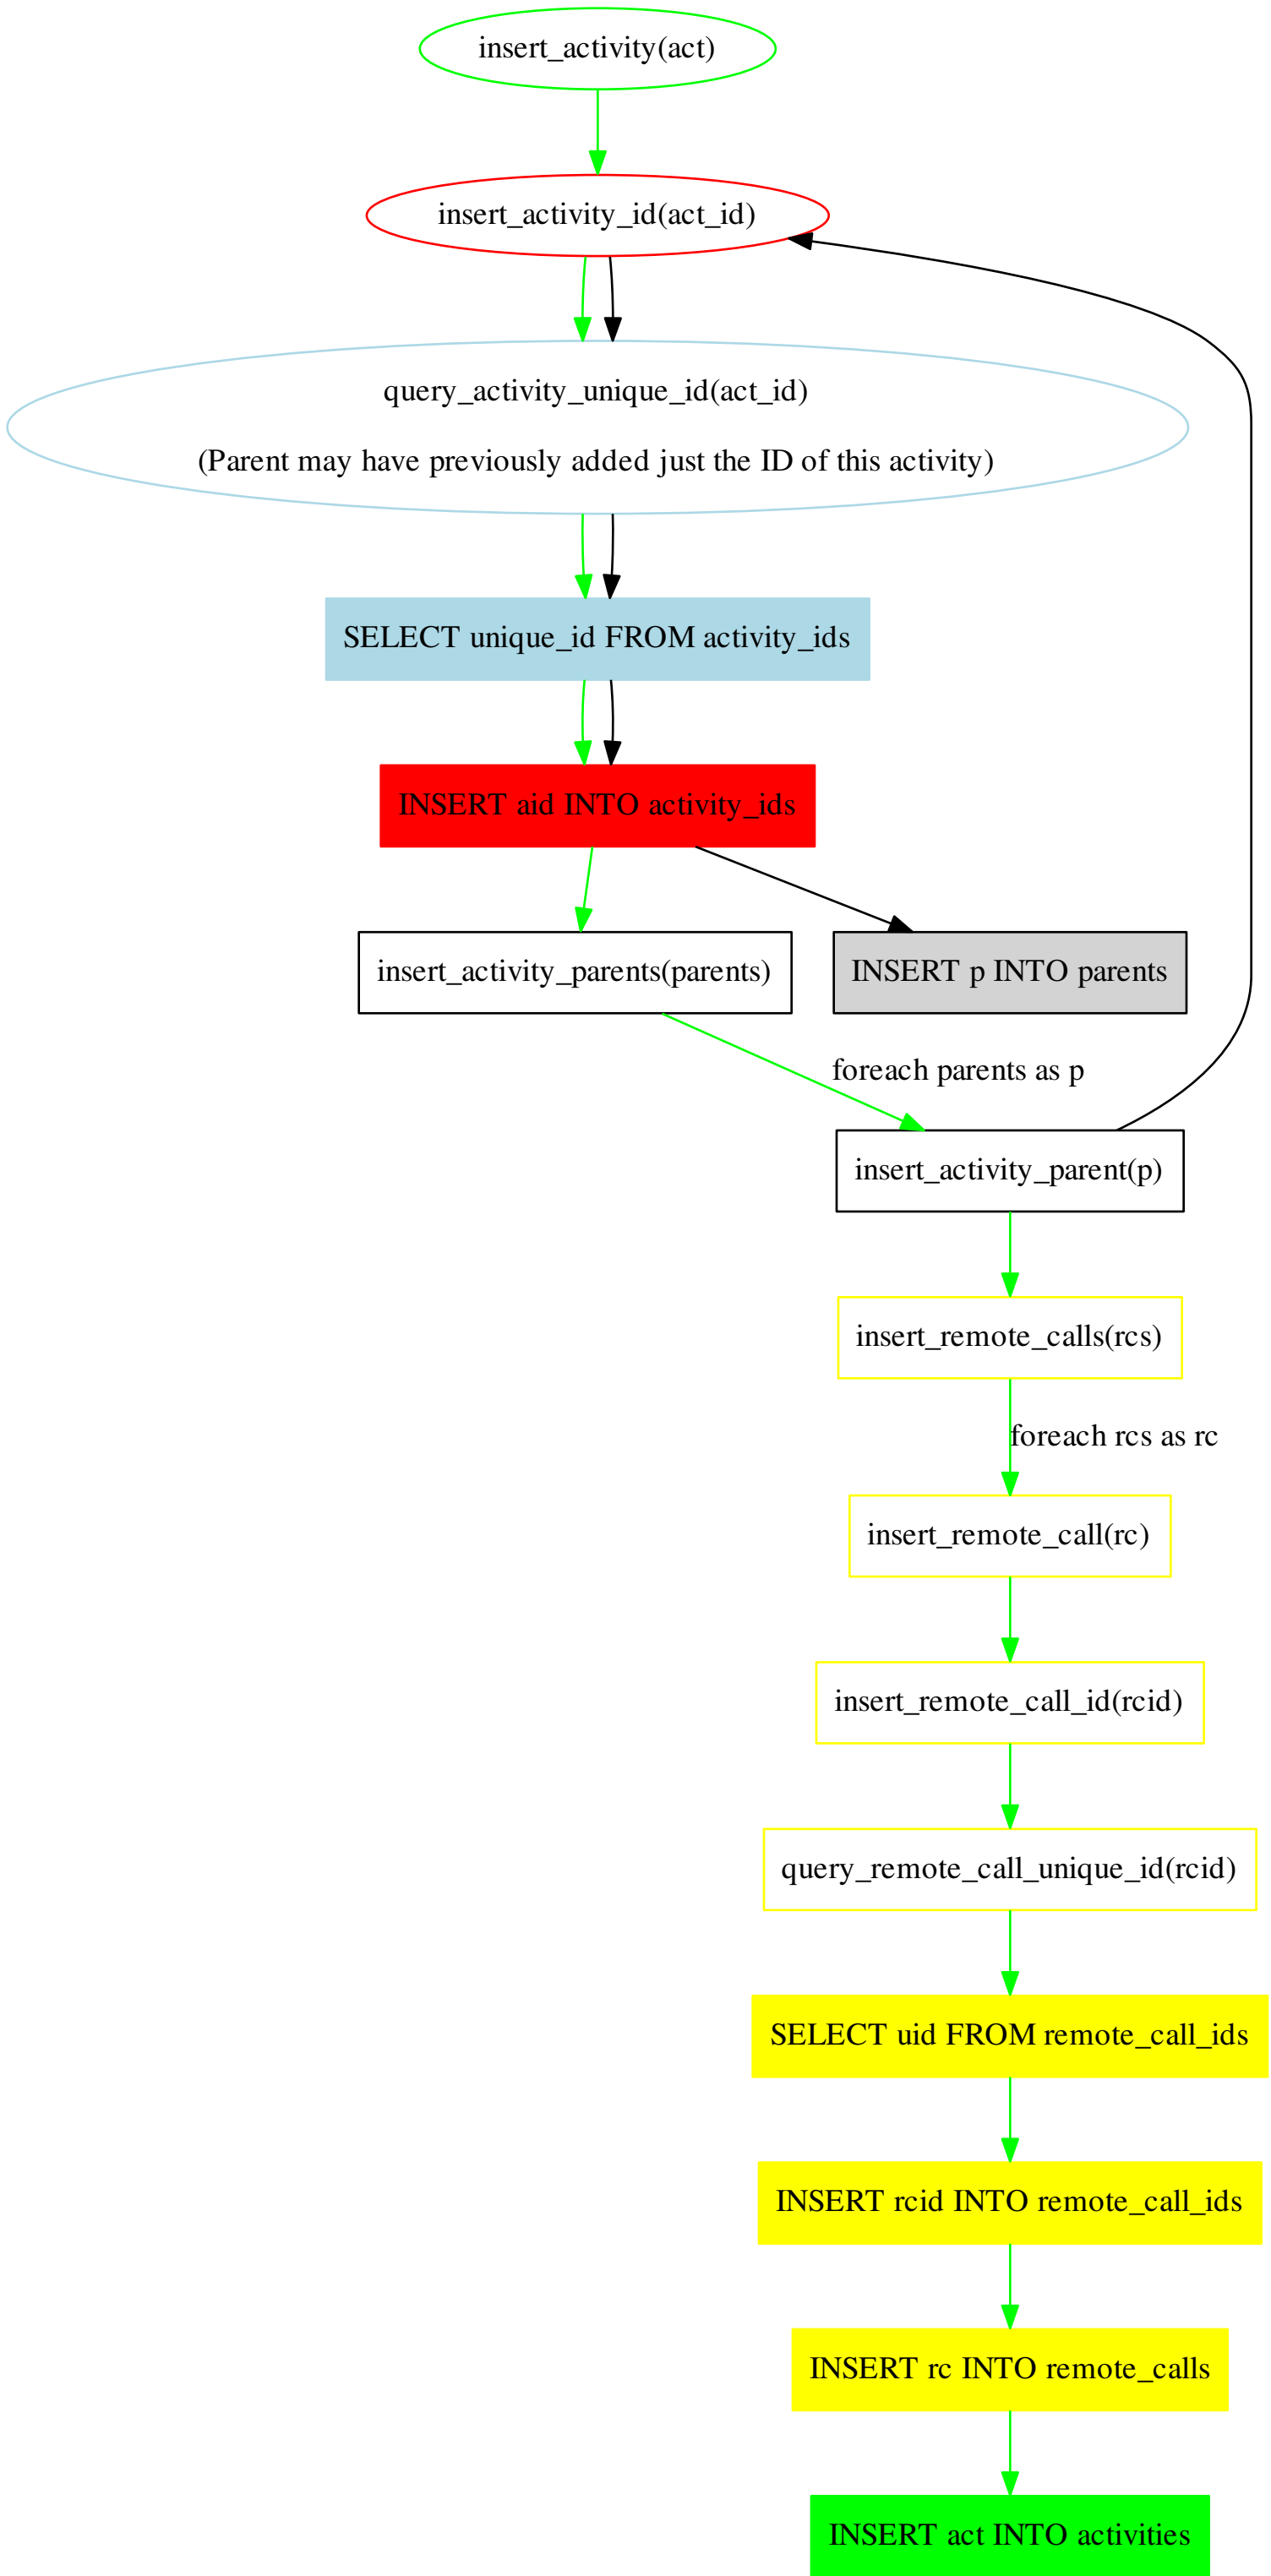 insert_activity(act)
insert_activity_id(act_id)
query_activity_unique_id(act_id)
(Parent may have previously added just the ID of this activity)
SELECT unique_id FROM activity_ids
INSERT aid INTO activity_ids
insert_activity_parents(parents)
INSERT p INTO parents
foreach parents as p
insert_activity_parent(p)
insert_remote_calls(rcs)
foreach rcs as rc
insert_remote_call(rc)
insert_remote_call_id(rcid)
query_remote_call_unique_id(rcid)
SELECT uid FROM remote_call_ids
INSERT rcid INTO remote_call_ids
INSERT rc INTO remote_calls
INSERT act INTO activities